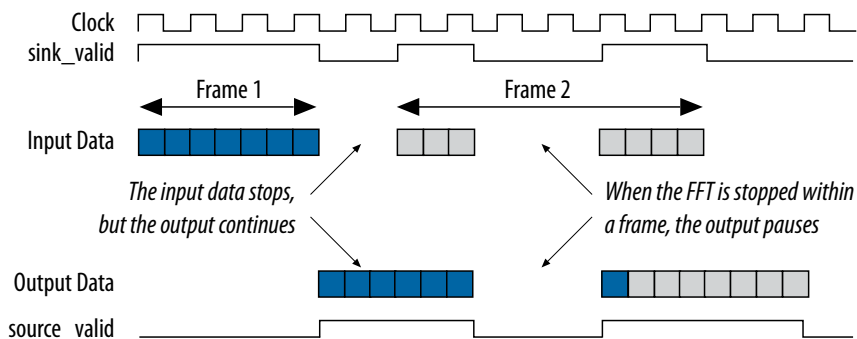 Clock
sink_valid
Frame 1
Frame 2
Input Data
The input data stops,
but the output continues
When the FFT is stopped within
a frame, the output pauses
Output Data
source_valid